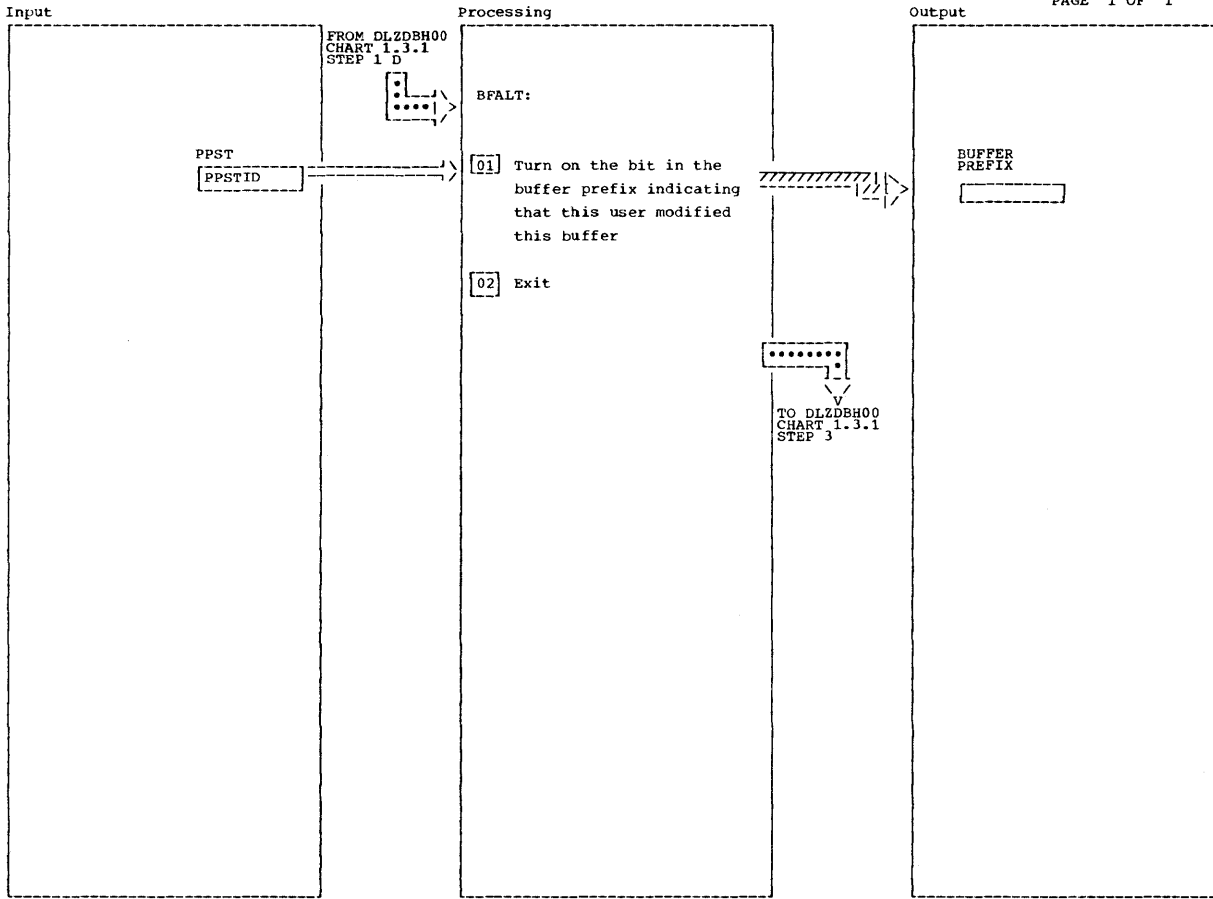 PAGE 1 OF 1
Input
Processing
Output
FROM DLZDBH00
CHART 1.3.1
STEP 1 D
BFALT:
PPST
PPSTID
[01] Turn on the bit in the
buffer prefix indicating
that this user modified
this buffer
BUFFER
PREFIX
[02] Exit
TO DLZDBH00
CHART 1.3.1
STEP 3